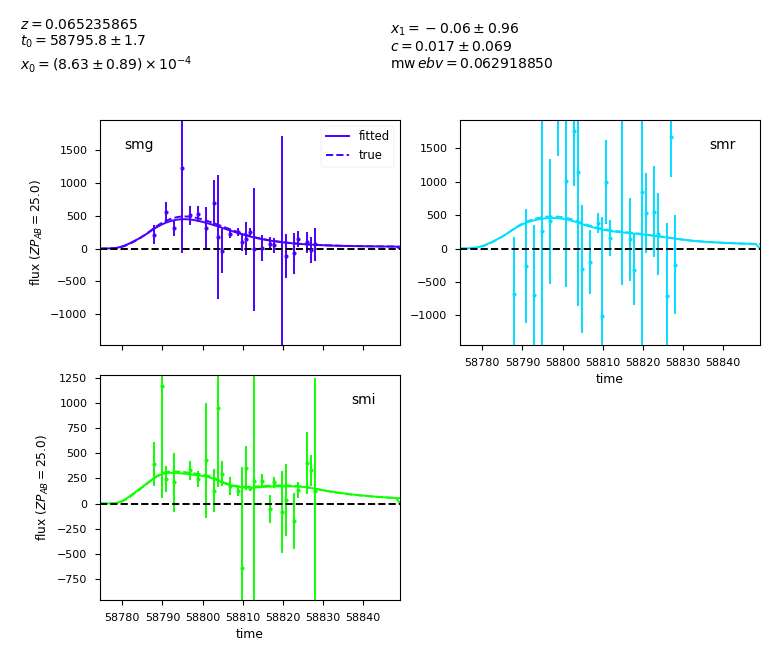 z = 0.065235865
t₀ = 58795.8 ± 1.7
x₀ = (8.63 ± 0.89) × 10⁻⁴
x₁ = −0.06 ± 0.96
c = 0.017 ± 0.069
mw ebv = 0.062918850
smg
fitted
true
1500
1000
500
0
−500
−1000
flux (ZP_AB = 25.0)
smr
1500
1000
500
0
−500
−1000
58780 58790 58800 58810 58820 58830 58840
time
smi
1250
1000
750
500
250
0
−250
−500
−750
flux (ZP_AB = 25.0)
58780 58790 58800 58810 58820 58830 58840
time